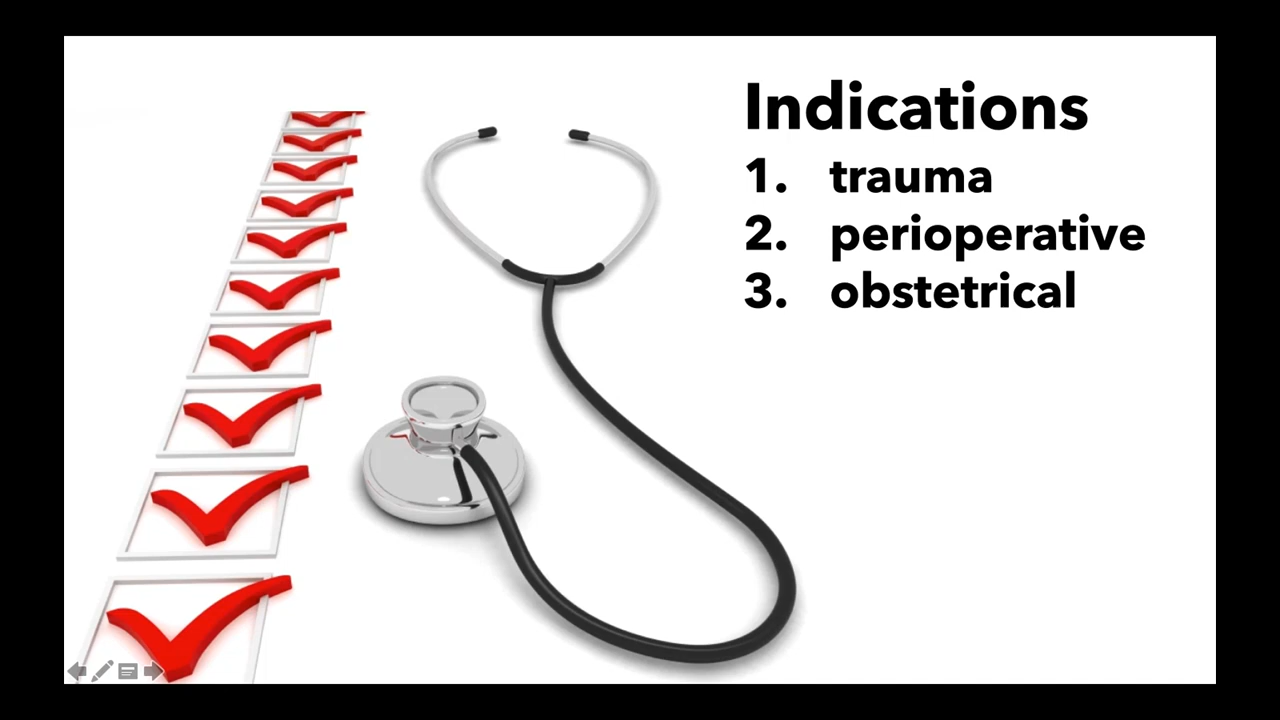 Indications
1. trauma
2. perioperative
3. obstetrical